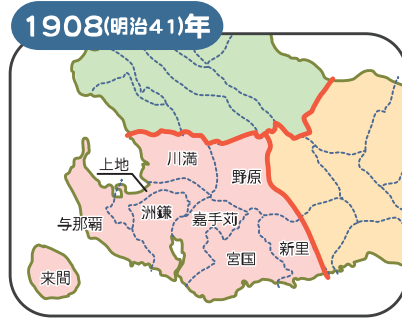 1908(明治41)年
川満
上地
野原
洲鎌
嘉手苅
与那覇
新里
宮国
来間